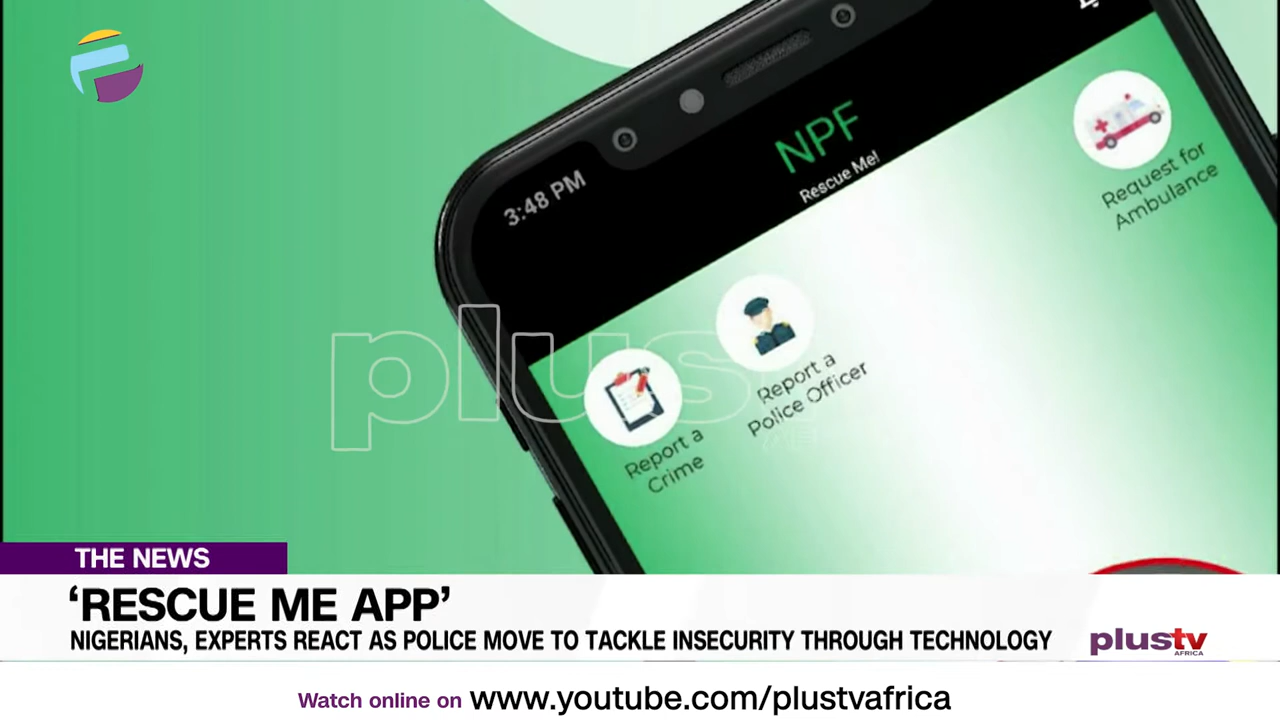 3:48 PM
NPF
Rescue Me!
Request for
Ambulance
Report a
Police Officer
Report a
Crime
plus
THE NEWS
‘RESCUE ME APP’
NIGERIANS, EXPERTS REACT AS POLICE MOVE TO TACKLE INSECURITY THROUGH TECHNOLOGY
plustv
AFRICA
Watch online on www.youtube.com/plustvafrica